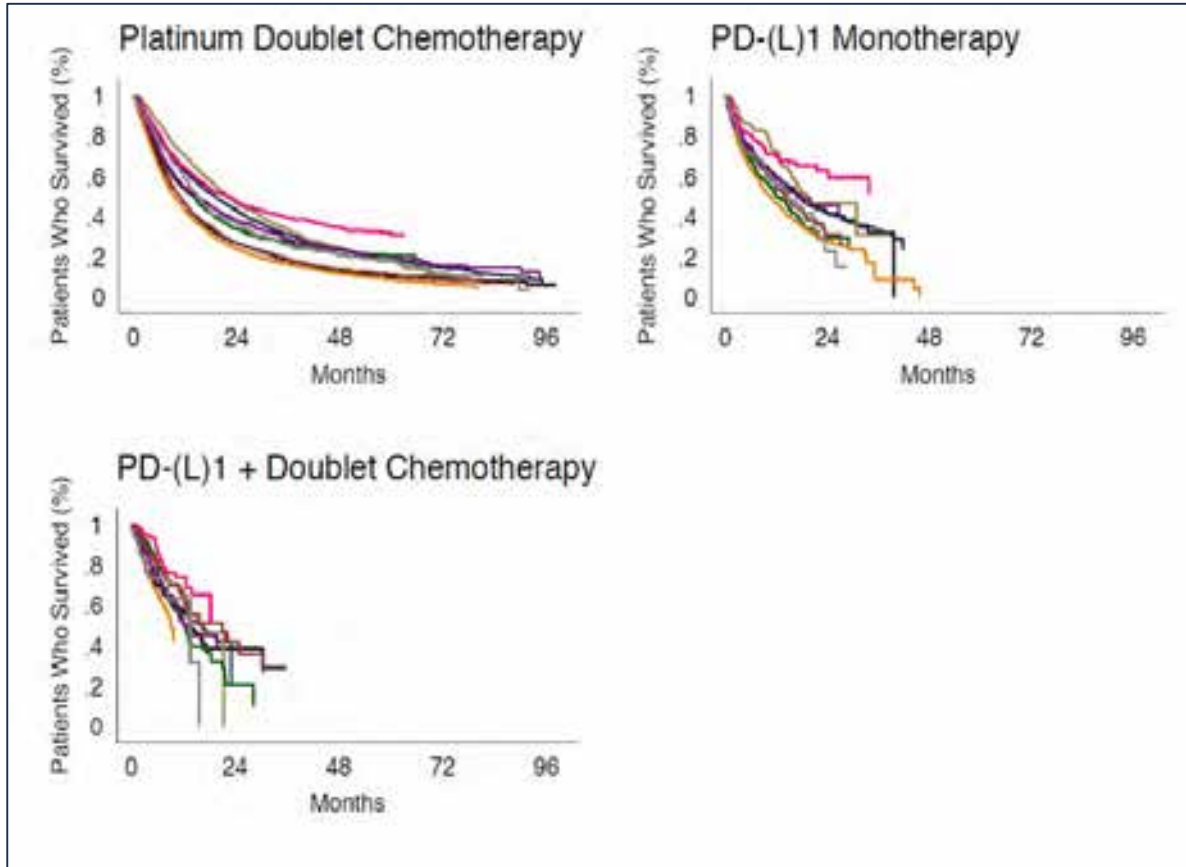 Platinum Doublet Chemotherapy
Patients Who Survived (%)
1
.8
.6
.4
.2
0
0 24 48 72 96
Months
PD-(L)1 Monotherapy
Patients Who Survived (%)
1
.8
.6
.4
.2
0
0 24 48 72 96
Months
PD-(L)1 + Doublet Chemotherapy
Patients Who Survived (%)
1
.8
.6
.4
.2
0
0 24 48 72 96
Months